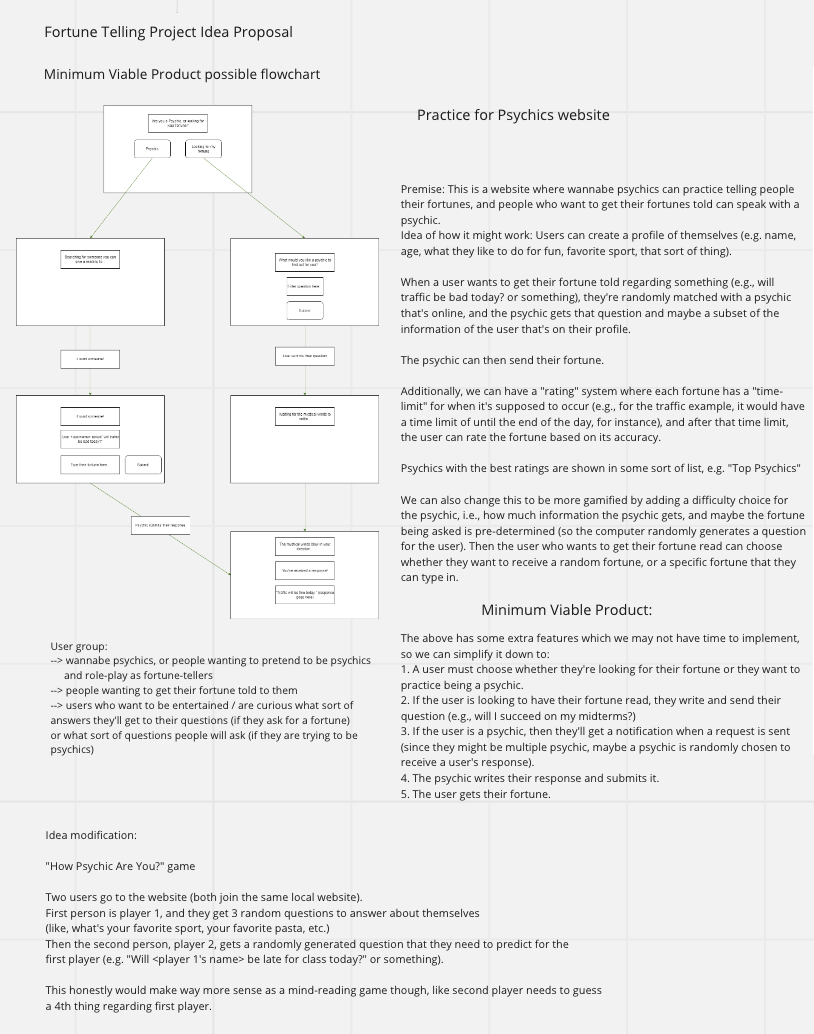 Fortune Telling Project Idea Proposal
Minimum Viable Product possible flowchart
Are you a Psychic or waiting for
your fortune?
Psychic
Looking for my
fortune
Searching for someone you can
give a reading to
What would you like a psychic to
find out for you?
Enter question here
Submit
Found someone!
User submits their question
Found someone!
be late today?"
Type their fortune here
Submit
Waiting for the mystical winds to
Psychic submits their response
The mystical winds blow in your
direction
You've received a response!
"Traffic will be fine today." (response
goes here)
User group:
--> wannabe psychics, or people wanting to pretend to be psychics
and role-play as fortune-tellers
--> people wanting to get their fortune told to them
--> users who want to be entertained / are curious what sort of
answers they'll get to their questions (if they ask for a fortune)
or what sort of questions people will ask (if they are trying to be
psychics)
Practice for Psychics website
Premise: This is a website where wannabe psychics can practice telling people
their fortunes, and people who want to get their fortunes told can speak with a
psychic.
Idea of how it might work: Users can create a profile of themselves (e.g. name,
age, what they like to do for fun, favorite sport, that sort of thing).
When a user wants to get their fortune told regarding something (e.g., will
traffic be bad today? or something), they're randomly matched with a psychic
that's online, and the psychic gets that question and maybe a subset of the
information of the user that's on their profile.
The psychic can then send their fortune.
Additionally, we can have a "rating" system where each fortune has a "time-
limit" for when it's supposed to occur (e.g., for the traffic example, it would have
a time limit of until the end of the day, for instance), and after that time limit,
the user can rate the fortune based on its accuracy.
Psychics with the best ratings are shown in some sort of list, e.g. "Top Psychics"
We can also change this to be more gamified by adding a difficulty choice for
the psychic, i.e., how much information the psychic gets, and maybe the fortune
being asked is pre-determined (so the computer randomly generates a question
for the user). Then the user who wants to get their fortune read can choose
whether they want to receive a random fortune, or a specific fortune that they
can type in.
Minimum Viable Product:
The above has some extra features which we may not have time to implement,
so we can simplify it down to:
1. A user must choose whether they're looking for their fortune or they want to
practice being a psychic.
2. If the user is looking to have their fortune read, they write and send their
question (e.g., will I succeed on my midterms?)
3. If the user is a psychic, then they'll get a notification when a request is sent
(since they might be multiple psychic, maybe a psychic is randomly chosen to
receive a user's response).
4. The psychic writes their response and submits it.
5. The user gets their fortune.
Idea modification:
"How Psychic Are You?" game
Two users go to the website (both join the same local website).
First person is player 1, and they get 3 random questions to answer about themselves
(like, what's your favorite sport, your favorite pasta, etc.)
Then the second person, player 2, gets a randomly generated question that they need to predict for the
first player (e.g. "Will <player 1's name> be late for class today?" or something).
This honestly would make way more sense as a mind-reading game though, like second player needs to guess
a 4th thing regarding first player.